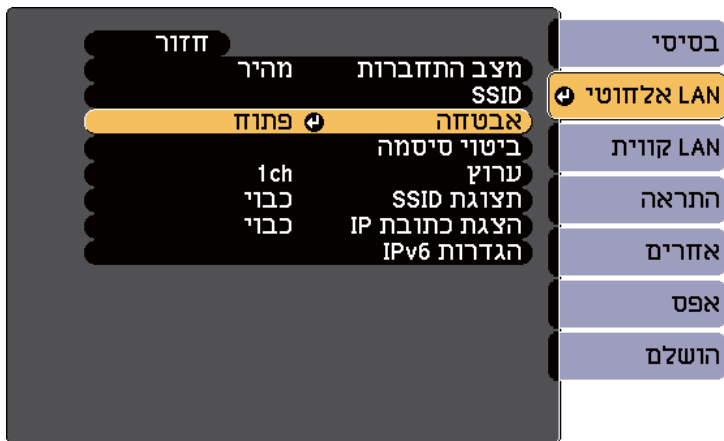 חזור
מצב התחברות מהיר
SSID
אבטחה פתוח
ביטוי סיסמה
ערוץ 1ch
תצוגת SSID כבוי
הצגת כתובת IP כבוי
הגדרות IPv6
בסיסי
LAN אלחוטי
LAN קווית
התראה
אחרים
אפס
הושלם